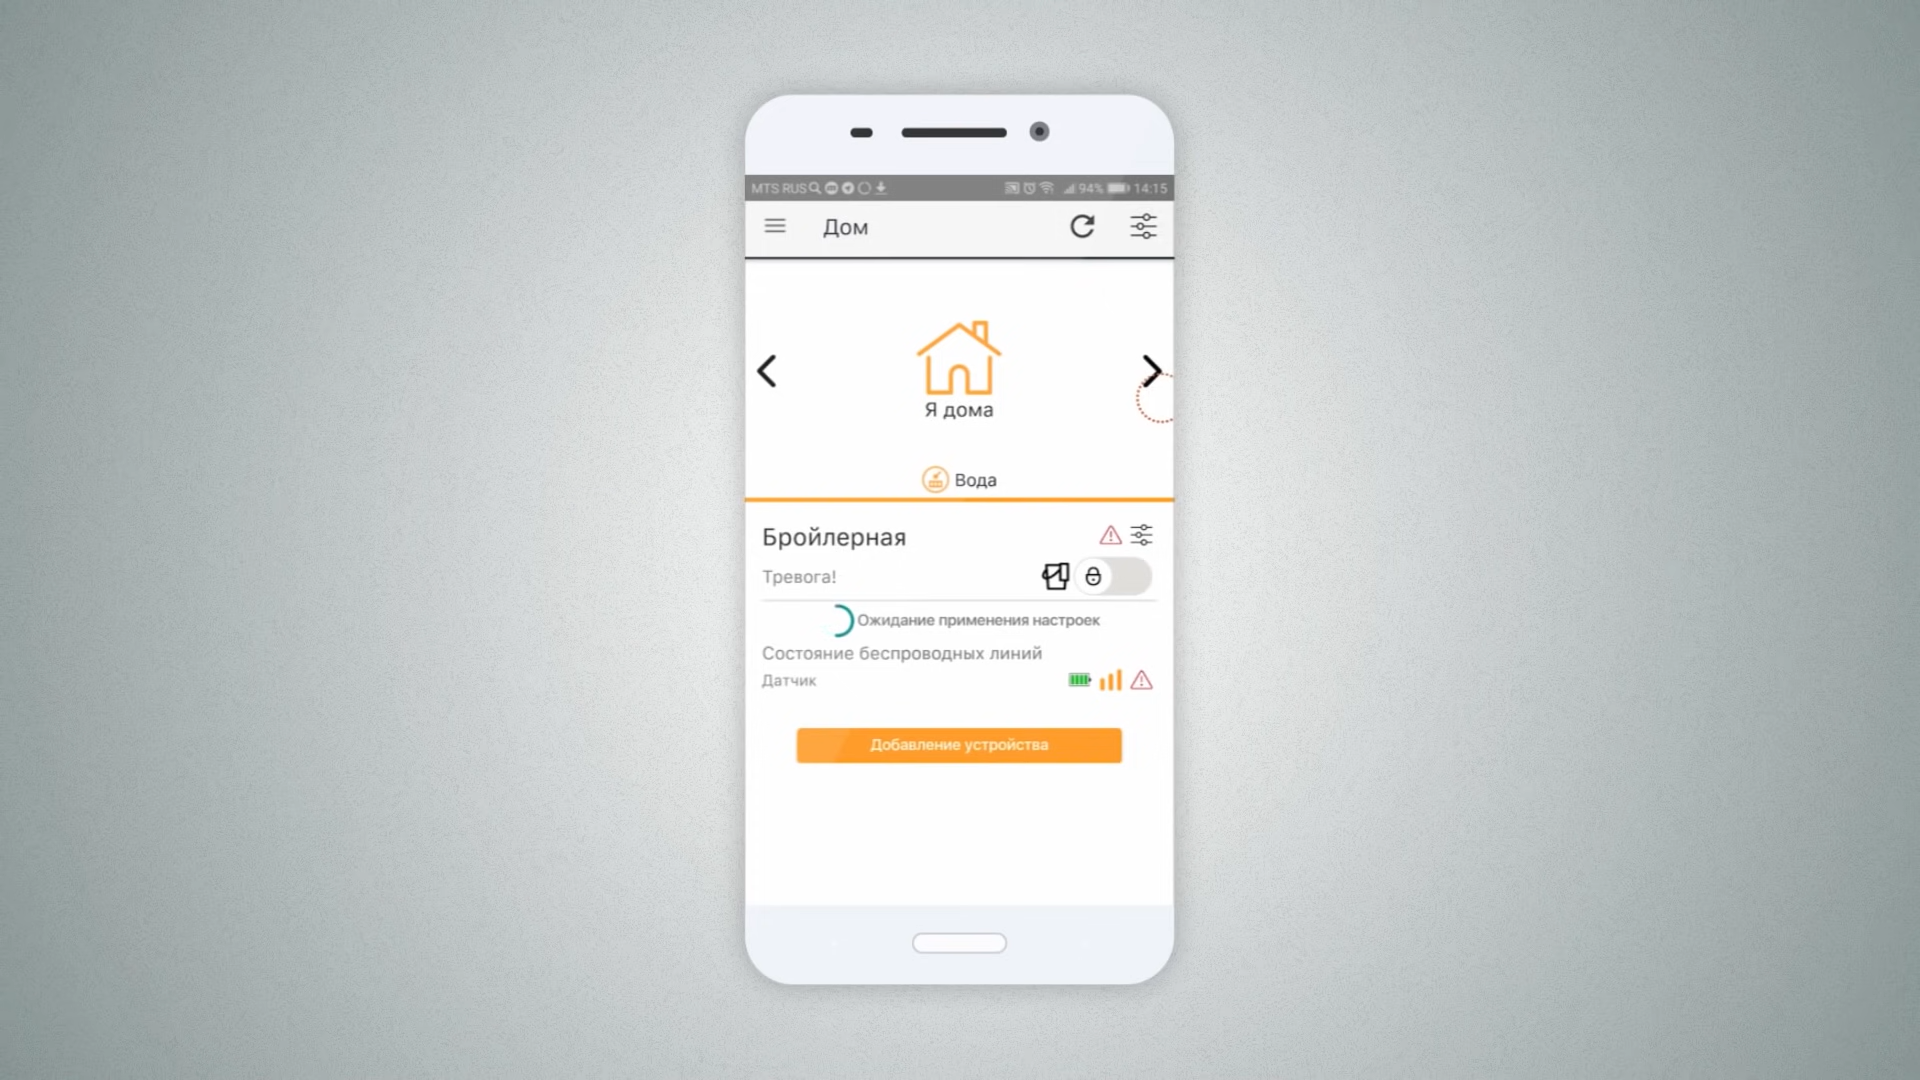 MTS RUS 94% 14:15
Дом
Я дома
Вода
Бройлерная
Тревога!
Ожидание применения настроек
Состояние беспроводных линий
Датчик
Добавление устройства